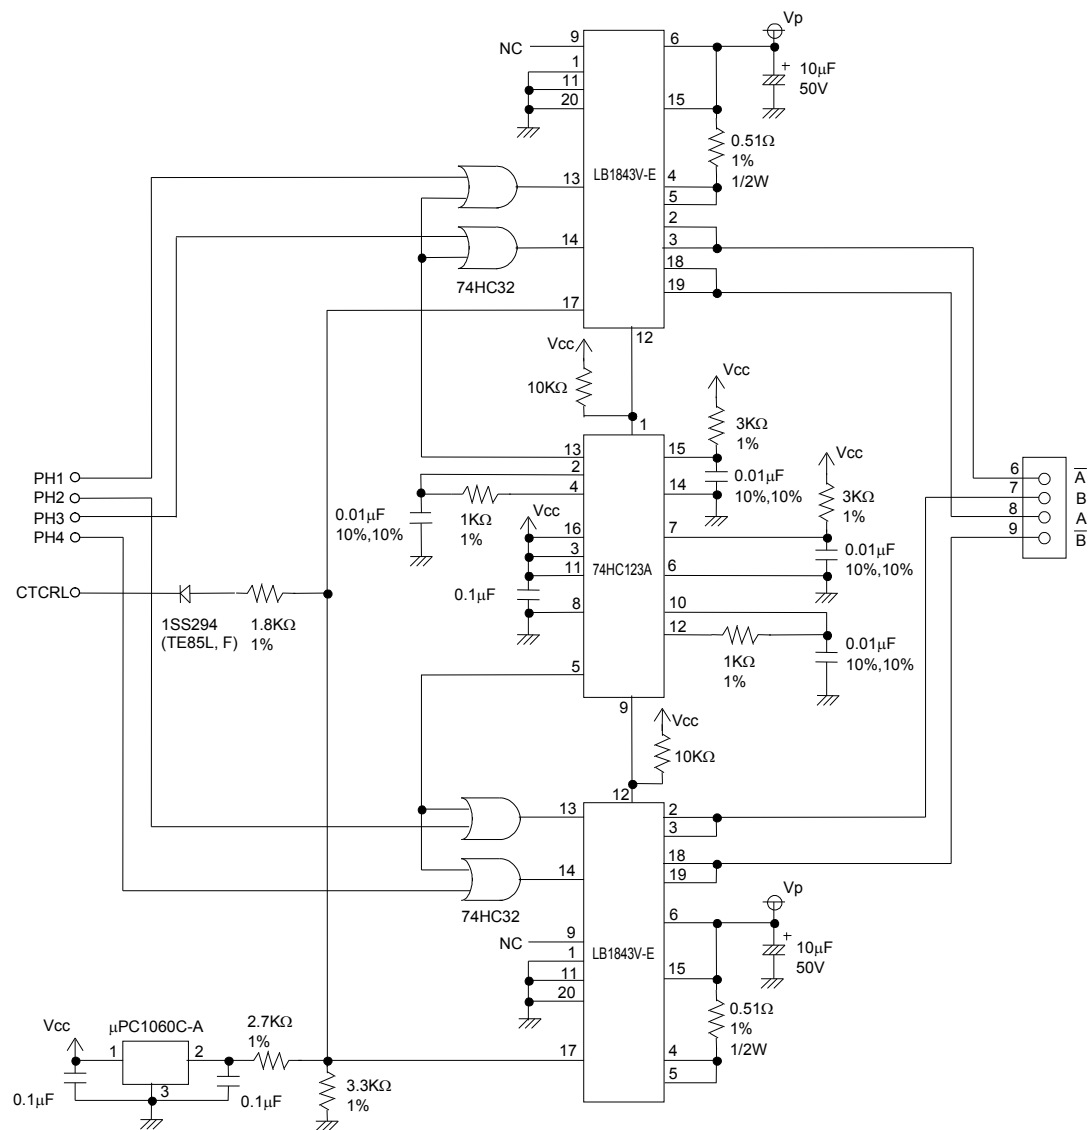 Vp
NC
9
6
1
11
20
+
10µF
50V
15
0.51Ω
1%
1/2W
LB1843V-E
13
4
5
2
14
3
18
19
74HC32
17
12
Vcc
10KΩ
Vcc
1
3KΩ
1%
13
15
2
4
14
0.01µF
10%,10%
Vcc
3KΩ
1%
0.01µF
10%,10%
1KΩ
1%
Vcc
16
3
11
7
74HC123A
0.01µF
10%,10%
6
0.1µF
8
10
12
1KΩ
1%
0.01µF
10%,10%
PH1
PH2
PH3
PH4
6
7
8
9
A̅
B
A
B̅
CTCRL
1SS294
(TE85L, F)
1.8KΩ
1%
5
9
Vcc
10KΩ
12
13
2
3
14
18
19
74HC32
Vp
6
NC
9
1
11
20
LB1843V-E
+
10µF
50V
15
0.51Ω
1%
1/2W
Vcc
µPC1060C-A
2.7KΩ
1%
1
2
3
17
4
5
0.1µF
0.1µF
3.3KΩ
1%